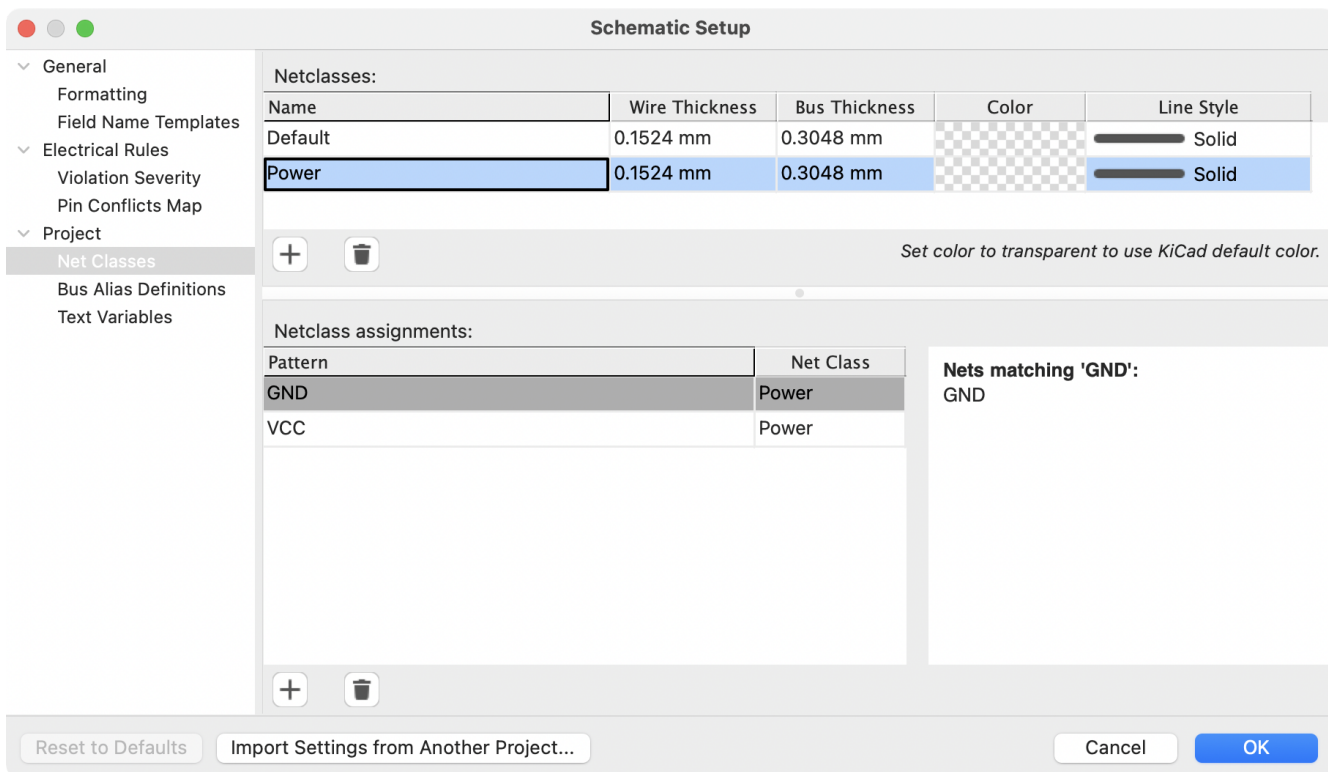 Schematic Setup
General
Formatting
Field Name Templates
Electrical Rules
Violation Severity
Pin Conflicts Map
Project
Net Classes
Bus Alias Definitions
Text Variables
Netclasses:
Name Wire Thickness Bus Thickness Color Line Style
Default 0.1524 mm 0.3048 mm Solid
Power 0.1524 mm 0.3048 mm Solid
Set color to transparent to use KiCad default color.
Netclass assignments:
Pattern Net Class
GND Power
VCC Power
Nets matching 'GND':
GND
Reset to Defaults Import Settings from Another Project... Cancel OK